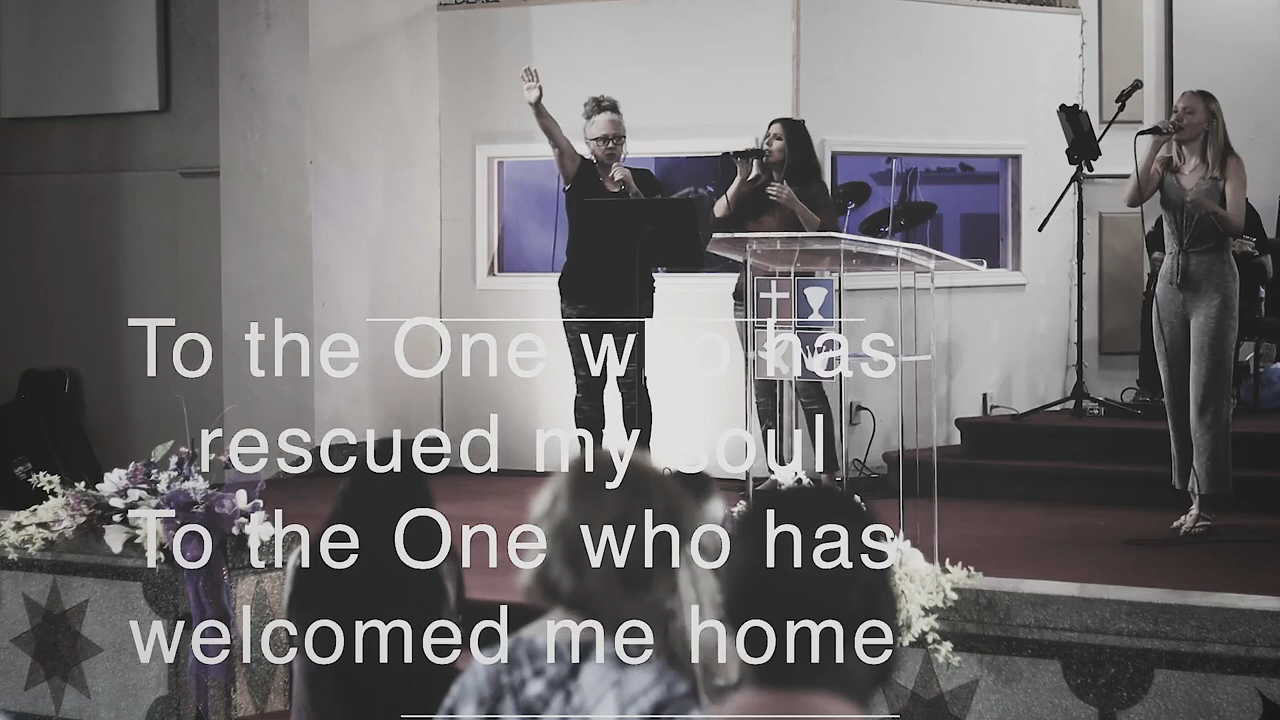 To the One who has
rescued my soul
To the One who has
welcomed me home